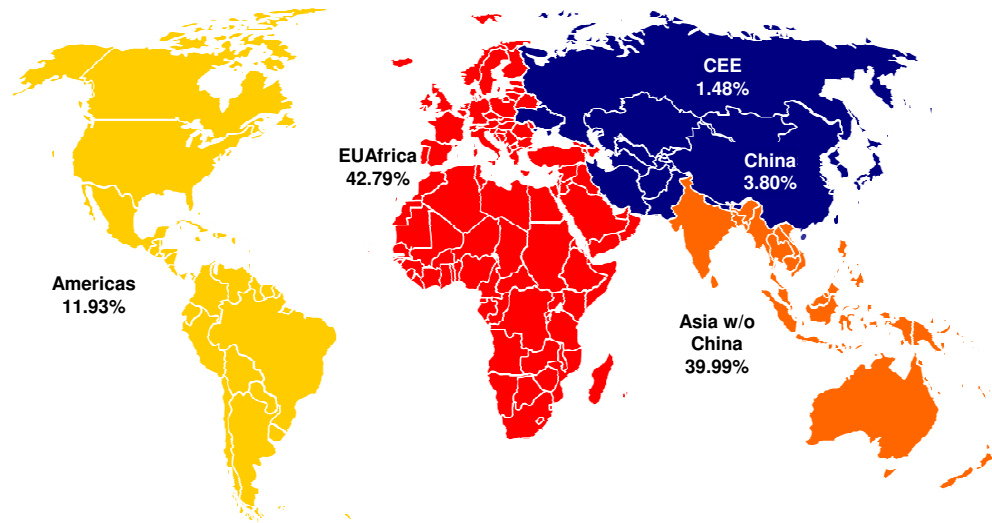 CEE
1.48%
EUAfrica
42.79%
China
3.80%
Americas
11.93%
Asia w/o
China
39.99%